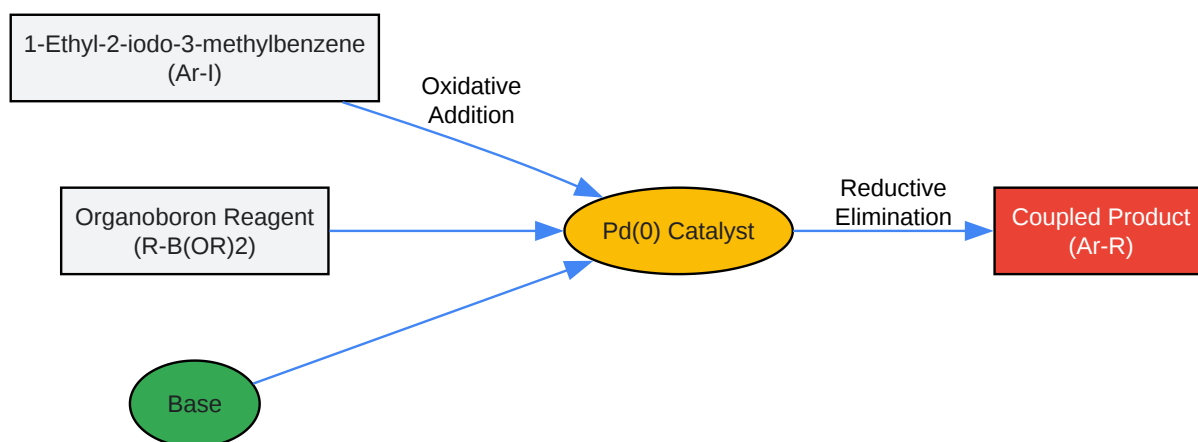 1-Ethyl-2-iodo-3-methylbenzene
(Ar-I)
Oxidative
Addition
Organoboron Reagent
(R-B(OR)2)
Pd(0) Catalyst
Reductive
Elimination
Coupled Product
(Ar-R)
Base